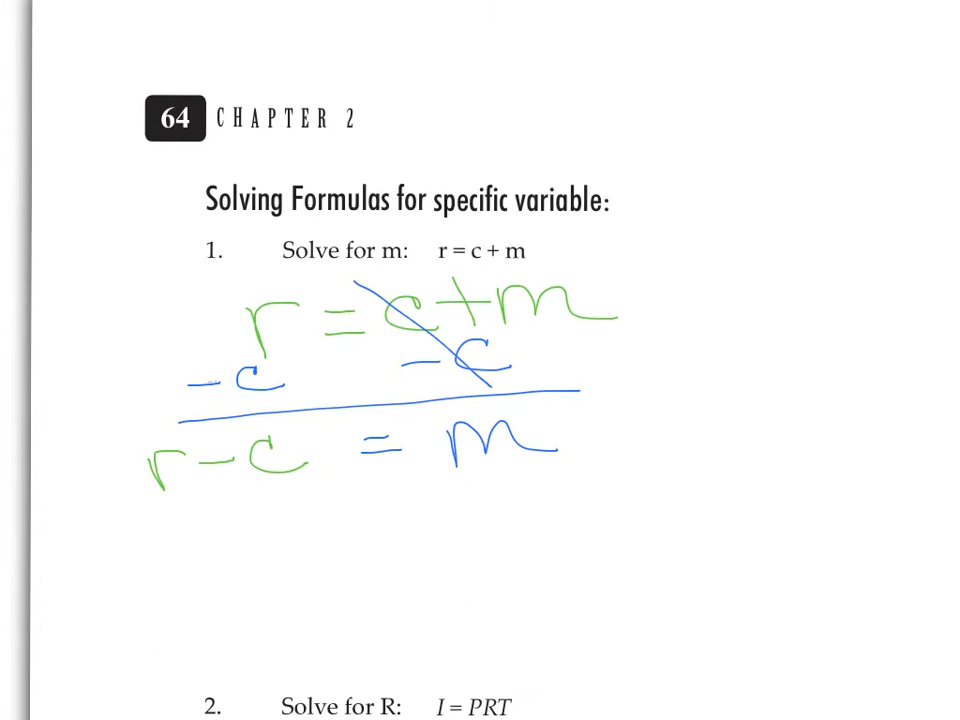 64 CHAPTER 2
Solving Formulas for specific variable:
1. Solve for m: r = c + m
r = c + m
- c - c
r - c = m
2. Solve for R: I = PRT